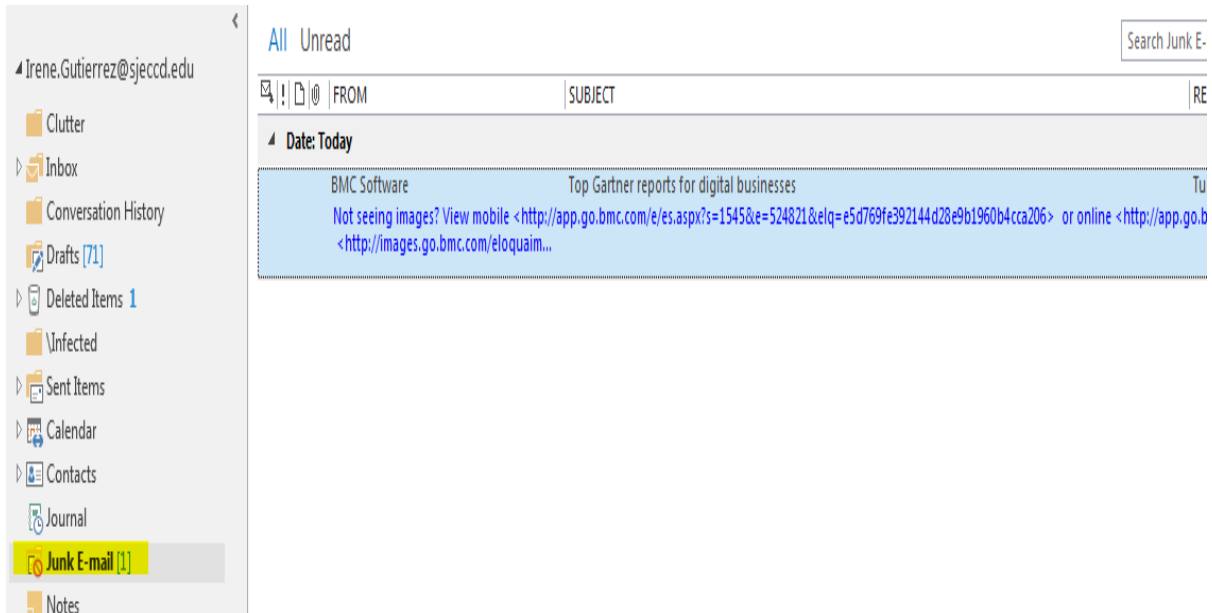 All Unread
Search Junk E-
Irene.Gutierrez@sjeccd.edu
FROM SUBJECT RE
Clutter
Date: Today
Inbox
BMC Software Top Gartner reports for digital businesses Tu
Not seeing images? View mobile <http://app.go.bmc.com/e/es.aspx?s=1545&e=524821&elq=e5d769fe392144d28e9b1960b4cca206> or online <http://app.go.b
<http://images.go.bmc.com/eloquaim...
Conversation History
Drafts [71]
Deleted Items 1
\Infected
Sent Items
Calendar
Contacts
Journal
Junk E-mail [1]
Notes